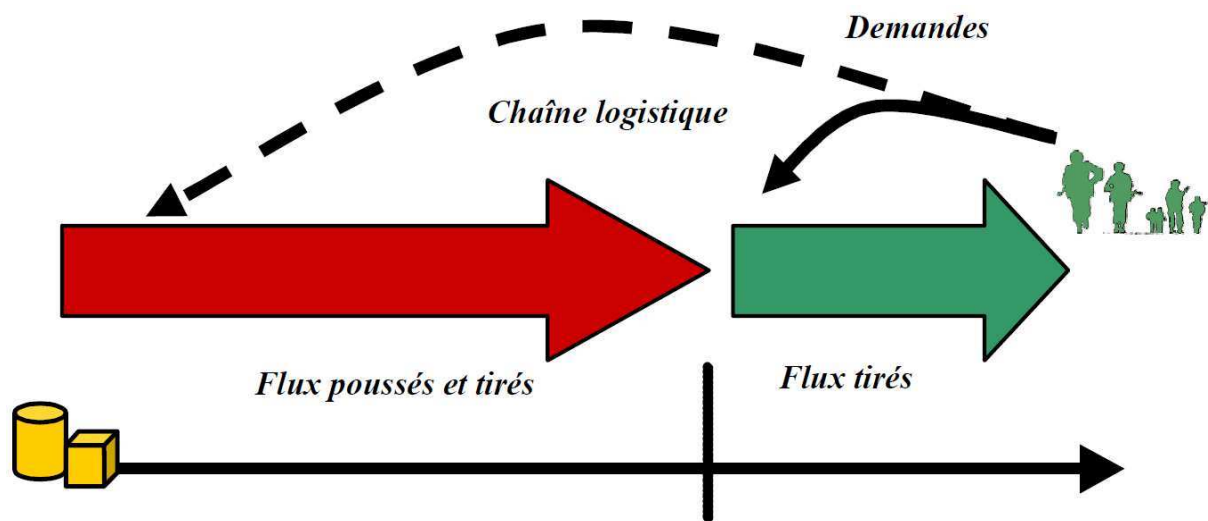 Demandes
Chaîne logistique
Flux poussés et tirés
Flux tirés